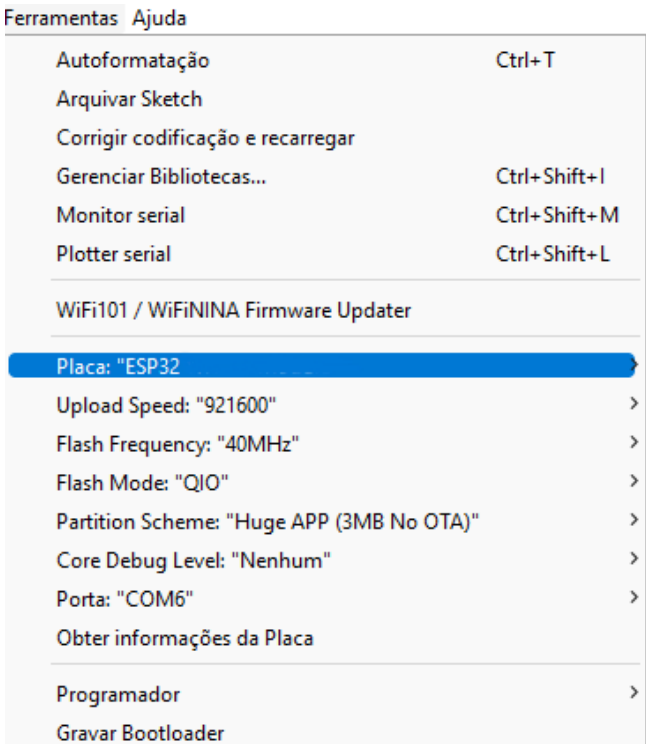 Ferramentas Ajuda
Autoformatação Ctrl+T
Arquivar Sketch
Corrigir codificação e recarregar
Gerenciar Bibliotecas... Ctrl+Shift+I
Monitor serial Ctrl+Shift+M
Plotter serial Ctrl+Shift+L
WiFi101 / WiFiNINA Firmware Updater
Placa: "ESP32
Upload Speed: "921600"
Flash Frequency: "40MHz"
Flash Mode: "QIO"
Partition Scheme: "Huge APP (3MB No OTA)"
Core Debug Level: "Nenhum"
Porta: "COM6"
Obter informações da Placa
Programador
Gravar Bootloader